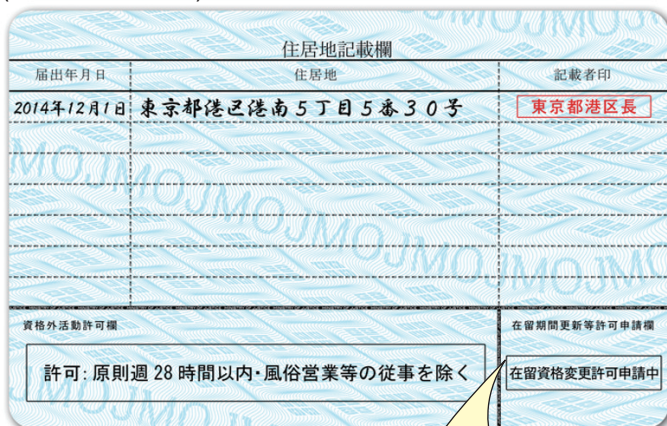 住居地記載欄
届出年月日 住居地 記載者印
2014年12月1日 東京都港区港南5丁目5番30号 東京都港区長
MOJMOJMOJMOJMOJMO
資格外活動許可欄 在留期間更新等許可申請欄
許可:原則週28時間以内・風俗営業等の従事を除く 在留資格変更許可申請中